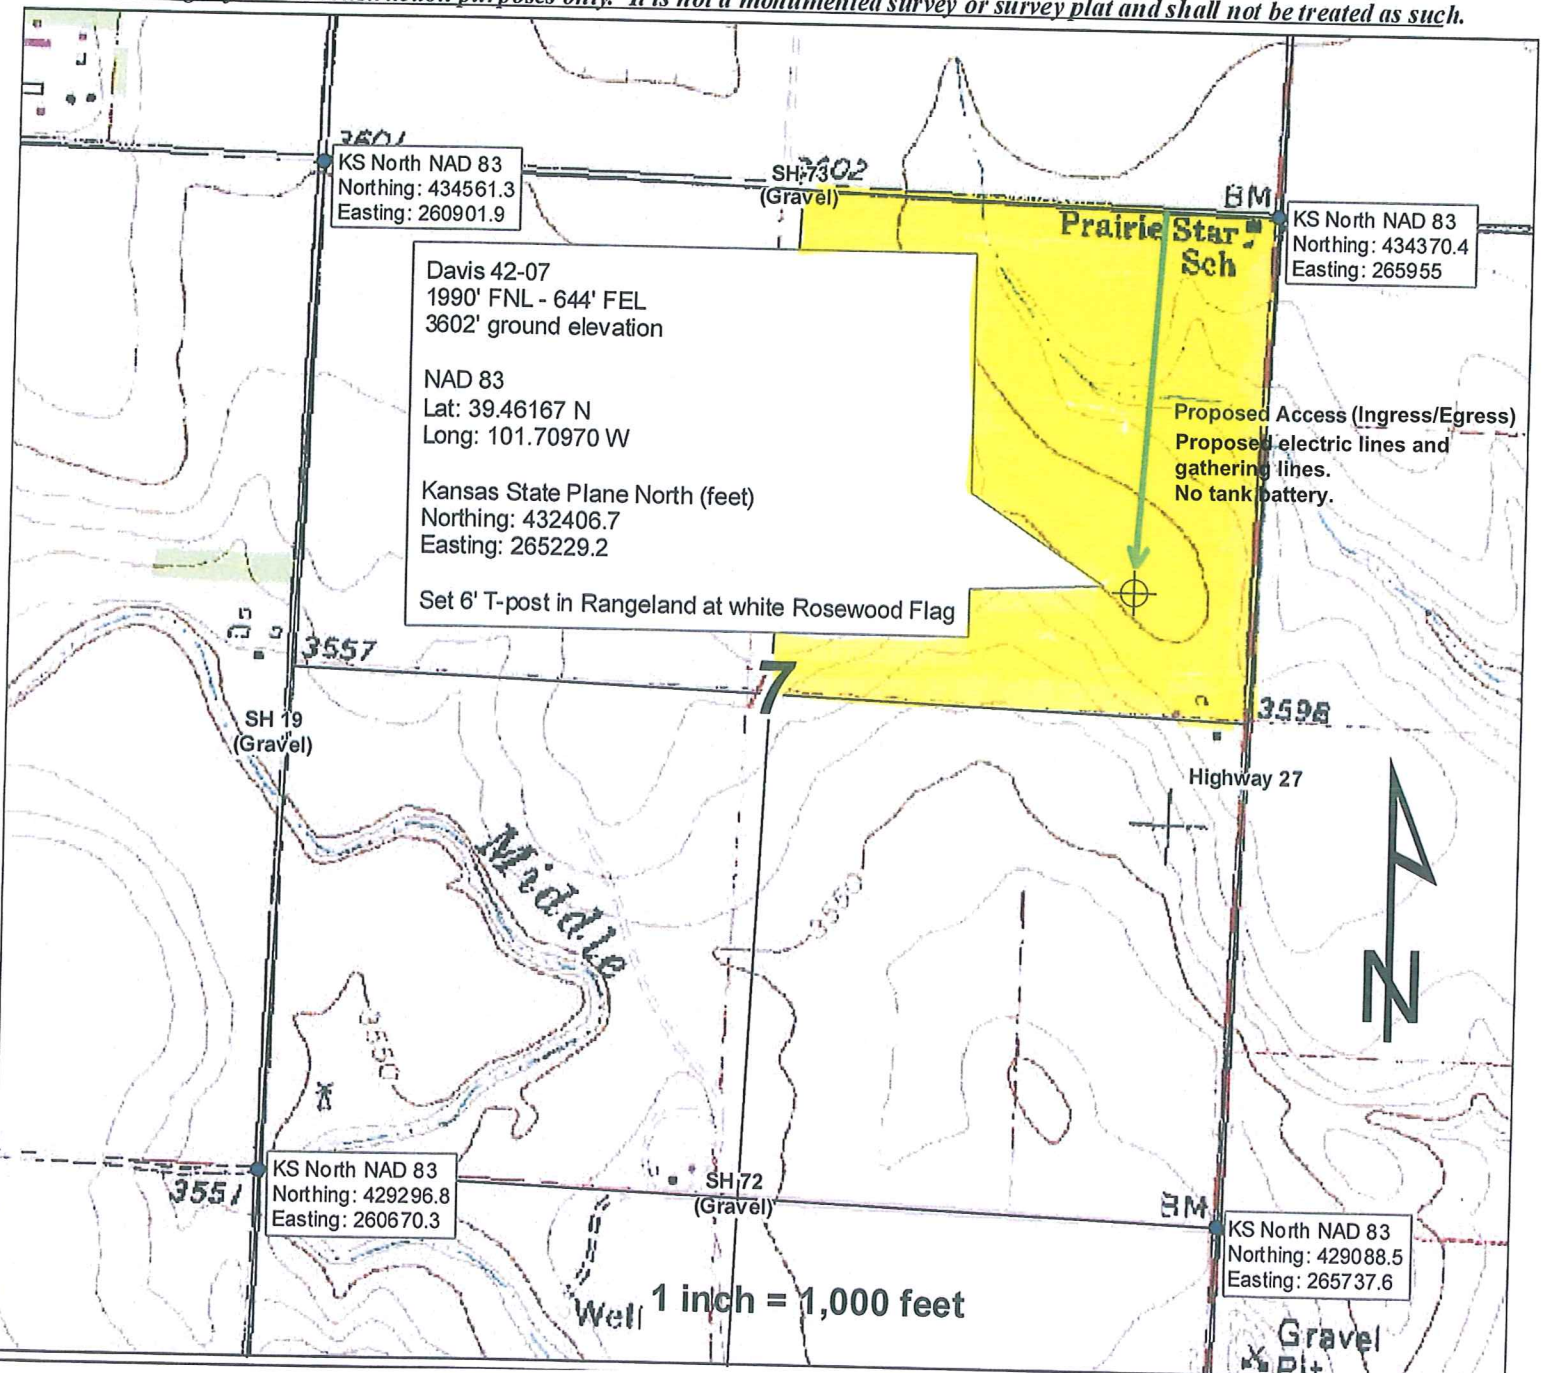 purposes only. It is not a monumented survey or survey plat and shall not be treated as such.
3601
KS North NAD 83
Northing: 434561.3
Easting: 260901.9
3602
SH 73
(Gravel)
BM
KS North NAD 83
Northing: 434370.4
Easting: 265955
Prairie Star
Sch
Davis 42-07
1990' FNL - 644' FEL
3602' ground elevation
NAD 83
Lat: 39.46167 N
Long: 101.70970 W
Kansas State Plane North (feet)
Northing: 432406.7
Easting: 265229.2
Set 6' T-post in Rangeland at white Rosewood Flag
Proposed Access (Ingress/Egress)
Proposed electric lines and
gathering lines.
No tank battery.
3557
7
3598
SH 19
(Gravel)
Highway 27
Middle
3550
N
3550
3551
KS North NAD 83
Northing: 429296.8
Easting: 260670.3
SH 72
(Gravel)
BM
KS North NAD 83
Northing: 429088.5
Easting: 265737.6
Well
1 inch = 1,000 feet
Gravel
Pit